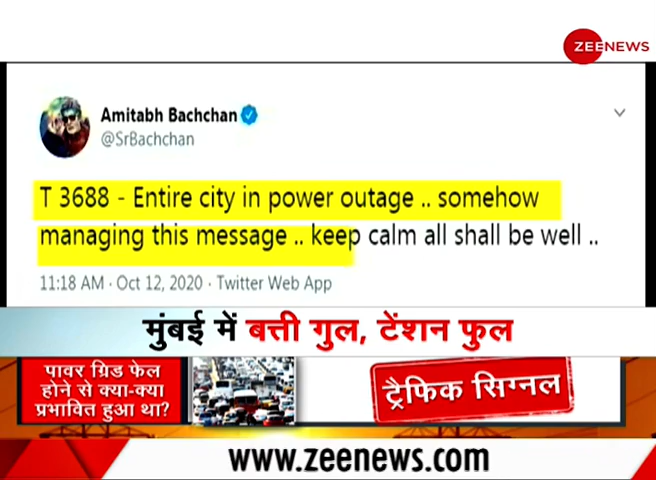 ZEENEWS
Amitabh Bachchan
@SrBachchan
T 3688 - Entire city in power outage .. somehow
managing this message .. keep calm all shall be well ..
11:18 AM · Oct 12, 2020 · Twitter Web App
मुंबई में बत्ती गुल, टेंशन फुल
पावर ग्रिड फेल
होने से क्या-क्या
प्रभावित हुआ था?
ट्रैफिक सिग्नल
www.zeenews.com